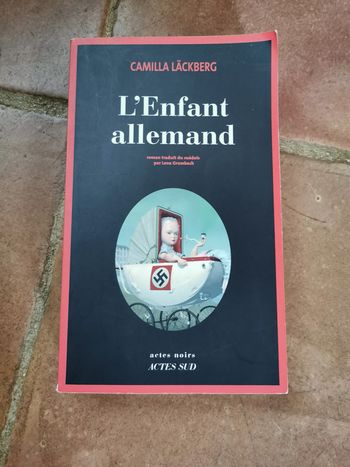 CAMILLA LÄCKBERG
L'Enfant
allemand
roman traduit du suédois
par Lena Grumbach
actes noirs
ACTES SUD